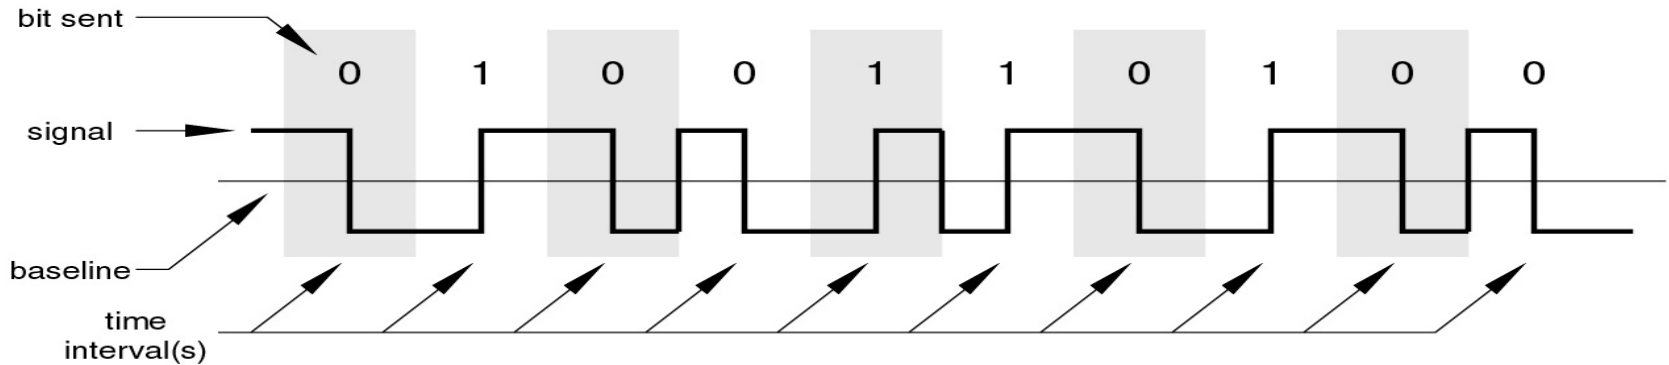 bit sent
0 1 0 0 1 1 0 1 0 0
signal
baseline
time
interval(s)